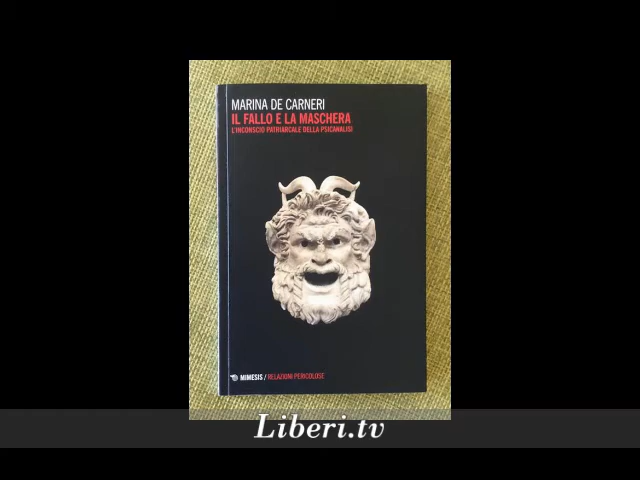 MARINA DE CARNERI
IL FALLO E LA MASCHERA
L'INCONSCIO PATRIARCALE DELLA PSICANALISI
MIMESIS / RELAZIONI PERICOLOSE
Liberi.tv